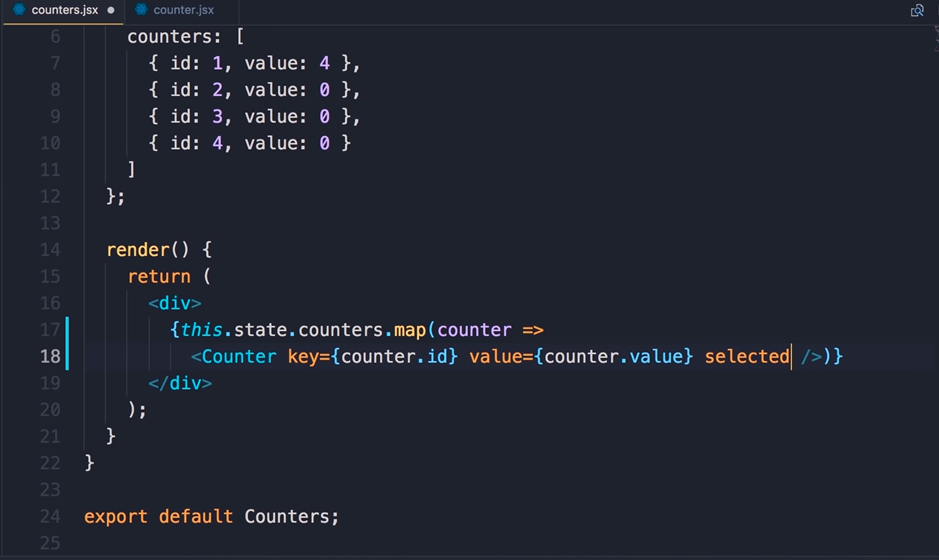 counters.jsx ● counter.jsx
6 counters: [
7 { id: 1, value: 4 },
8 { id: 2, value: 0 },
9 { id: 3, value: 0 },
10 { id: 4, value: 0 }
11 ]
12 };
13
14 render() {
15 return (
16 <div>
17 {this.state.counters.map(counter =>
18 <Counter key={counter.id} value={counter.value} selected />)}
19 </div>
20 );
21 }
22 }
23
24 export default Counters;
25